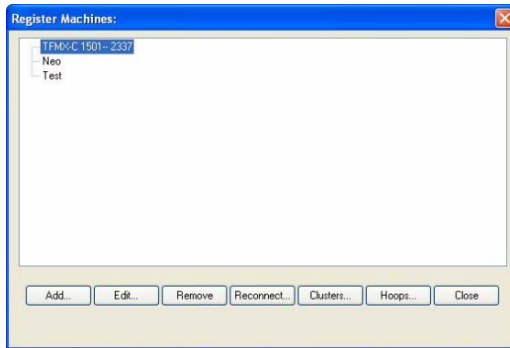 Register Machines:
TFMX-C 1501-- 2337
Neo
Test
Add... Edit... Remove Reconnect... Clusters... Hoops... Close